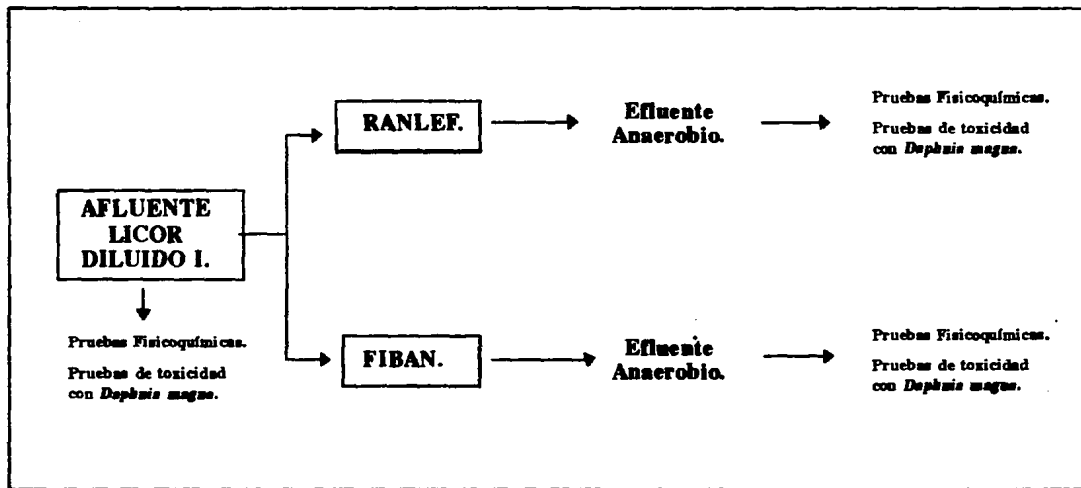 AFLUENTE
LICOR
DILUIDO I.
Pruebas Fisicoquímicas.
Pruebas de toxicidad
con Daphnia magna.
RANLEF.
Efluente
Anaerobio.
Pruebas Fisicoquímicas.
Pruebas de toxicidad
con Daphnia magna.
FIBAN.
Efluente
Anaerobio.
Pruebas Fisicoquímicas.
Pruebas de toxicidad
con Daphnia magna.